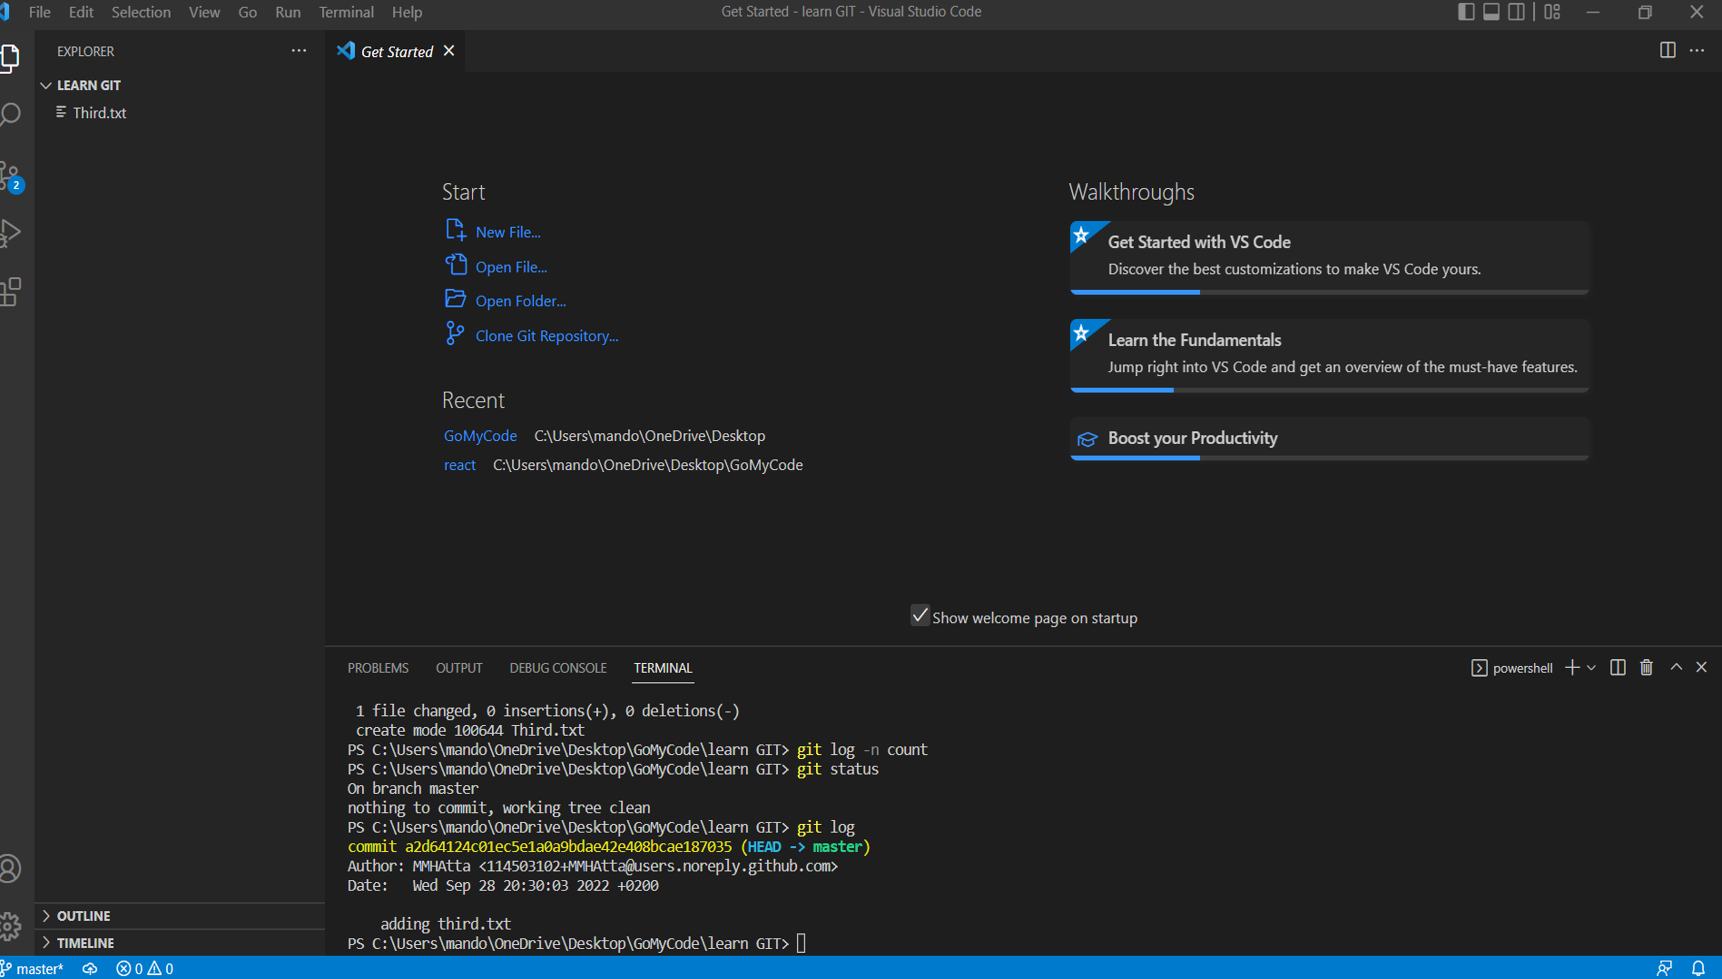 File Edit Selection View Go Run Terminal Help
Get Started - learn GIT - Visual Studio Code
EXPLORER
LEARN GIT
Third.txt
2
Get Started
Start
New File...
Open File...
Open Folder...
Clone Git Repository...
Recent
GoMyCode C:\Users\mando\OneDrive\Desktop
react C:\Users\mando\OneDrive\Desktop\GoMyCode
Walkthroughs
Get Started with VS Code
Discover the best customizations to make VS Code yours.
Learn the Fundamentals
Jump right into VS Code and get an overview of the must-have features.
Boost your Productivity
Show welcome page on startup
PROBLEMS OUTPUT DEBUG CONSOLE TERMINAL
powershell
1 file changed, 0 insertions(+), 0 deletions(-)
create mode 100644 Third.txt
PS C:\Users\mando\OneDrive\Desktop\GoMyCode\learn GIT> git log -n count
PS C:\Users\mando\OneDrive\Desktop\GoMyCode\learn GIT> git status
On branch master
nothing to commit, working tree clean
PS C:\Users\mando\OneDrive\Desktop\GoMyCode\learn GIT> git log
commit a2d64124c01ec5e1a0a9bdae42e408bcae187035 (HEAD -> master)
Author: MMHAtta <114503102+MMHAtta@users.noreply.github.com>
Date:   Wed Sep 28 20:30:03 2022 +0200
adding third.txt
PS C:\Users\mando\OneDrive\Desktop\GoMyCode\learn GIT>
OUTLINE
TIMELINE
master* 0 0